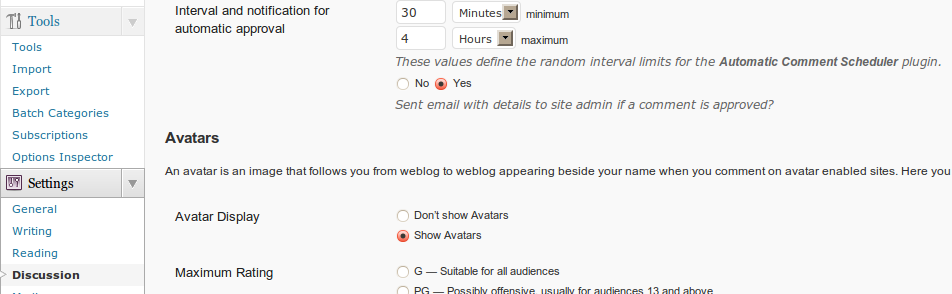 Tools
Tools
Import
Export
Batch Categories
Subscriptions
Options Inspector
Settings
General
Writing
Reading
Discussion
Interval and notification for
automatic approval
30 Minutes minimum
4 Hours maximum
These values define the random interval limits for the Automatic Comment Scheduler plugin.
No Yes
Sent email with details to site admin if a comment is approved?
Avatars
An avatar is an image that follows you from weblog to weblog appearing beside your name when you comment on avatar enabled sites. Here you
Avatar Display
Don't show Avatars
Show Avatars
Maximum Rating
G — Suitable for all audiences
PG — Possibly offensive, usually for audiences 13 and above